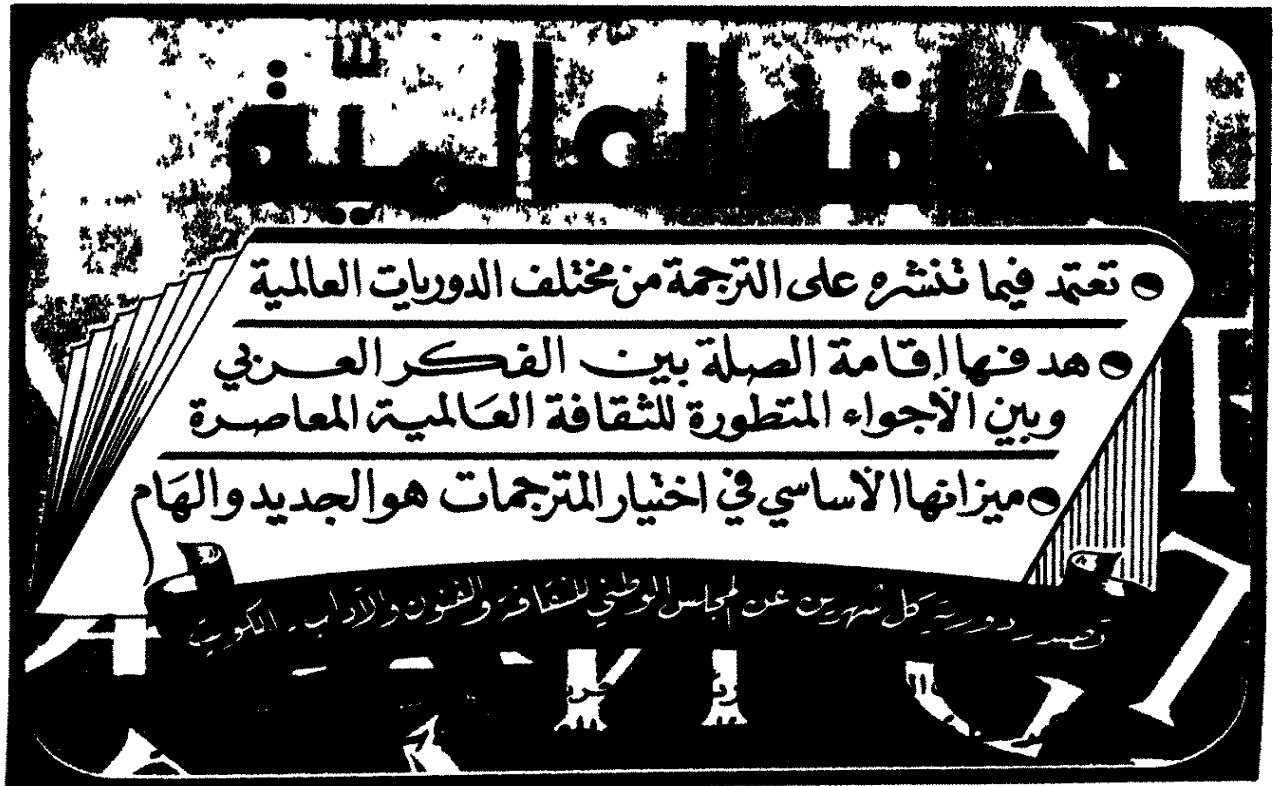 الثقافة العالمية
تعتمد فيما تنشره على الترجمة من مختلف الدوريات العالمية
هدفها إقامة الصلة بين الفكر العربي
وبين الأجواء المتطورة للثقافة العالمية المعاصرة
ميزانها الأساسي في اختيار المترجمات هو الجديد والهام
تصدر دورية كل شهرين عن المجلس الوطني للثقافة والفنون والآداب - الكويت